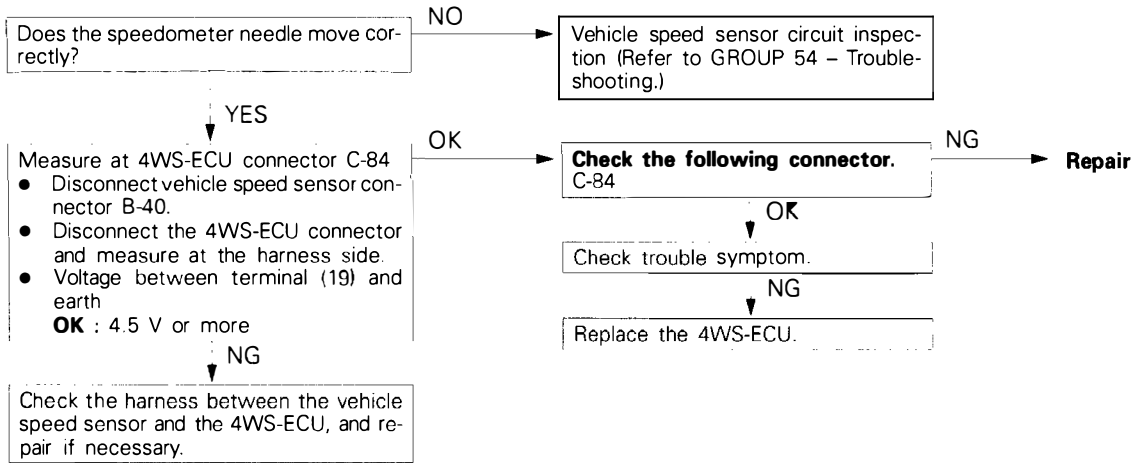 Does the speedometer needle move cor-
rectly?
NO
Vehicle speed sensor circuit inspec-
tion (Refer to GROUP 54 – Trouble-
shooting.)
YES
Measure at 4WS-ECU connector C-84
● Disconnect vehicle speed sensor con-
nector B-40.
● Disconnect the 4WS-ECU connector
and measure at the harness side.
● Voltage between terminal (19) and
earth
OK : 4.5 V or more
OK
Check the following connector.
C-84
NG
Repair
OK
Check trouble symptom.
NG
Replace the 4WS-ECU.
NG
Check the harness between the vehicle
speed sensor and the 4WS-ECU, and re-
pair if necessary.